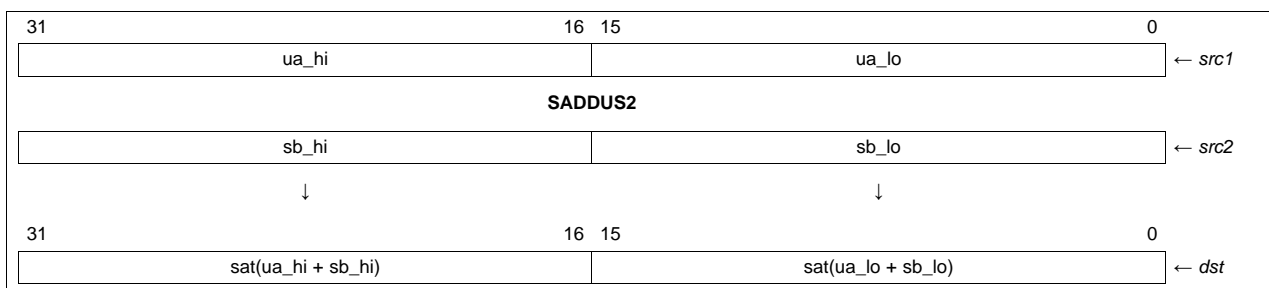 31 16 15 0
ua_hi ua_lo ← src1
SADDUS2
sb_hi sb_lo ← src2
↓ ↓
31 16 15 0
sat(ua_hi + sb_hi) sat(ua_lo + sb_lo) ← dst